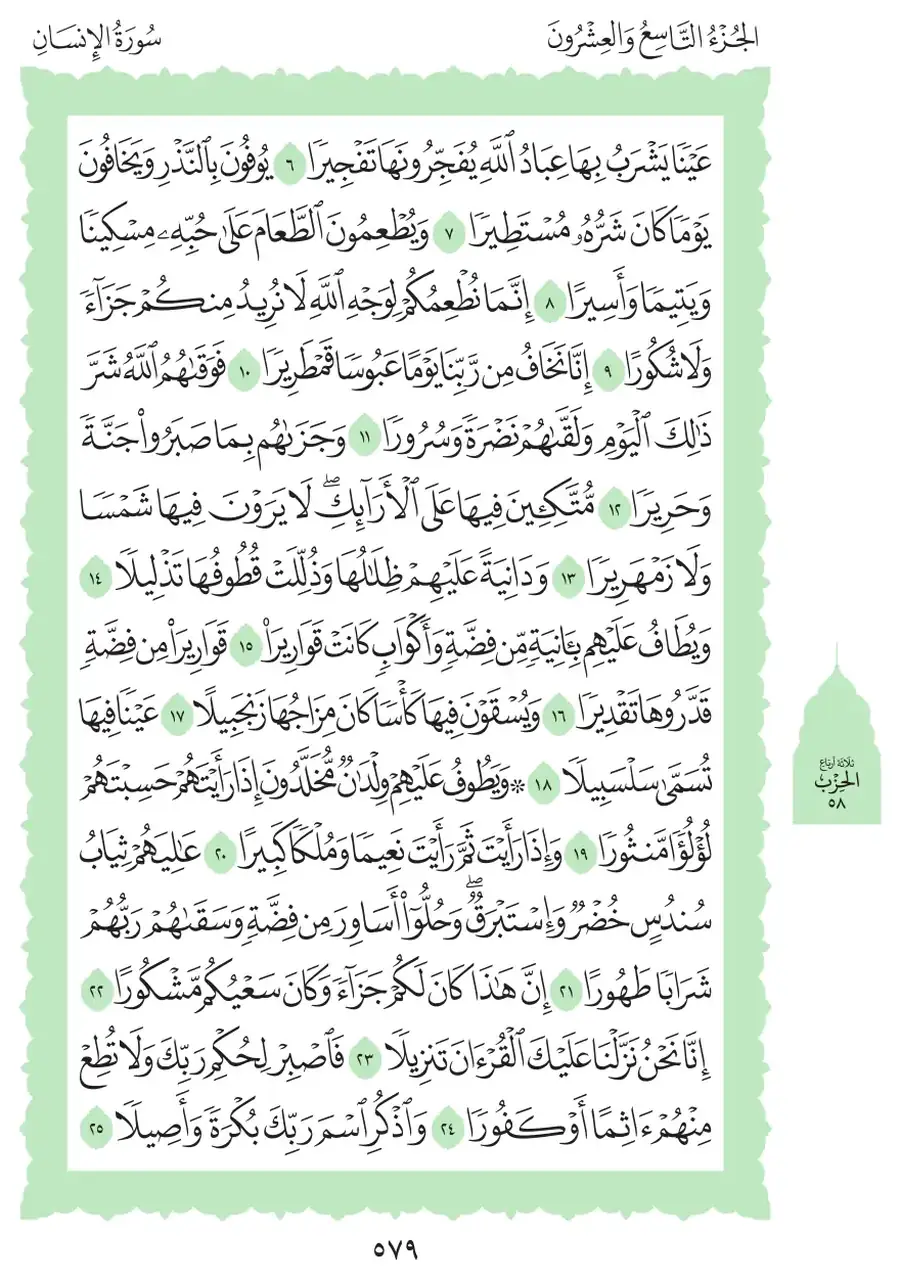 الجُزْءُ التَّاسِعُ وَالعِشْرُونَ
سُورَةُ الإِنسَانِ
عَيۡنٗا يَشۡرَبُ بِهَا عِبَادُ ٱللَّهِ يُفَجِّرُونَهَا تَفۡجِيرٗا ٦ يُوفُونَ بِٱلنَّذۡرِ وَيَخَافُونَ
يَوۡمٗا كَانَ شَرُّهُۥ مُسۡتَطِيرٗا ٧ وَيُطۡعِمُونَ ٱلطَّعَامَ عَلَىٰ حُبِّهِۦ مِسۡكِينٗا
وَيَتِيمٗا وَأَسِيرًا ٨ إِنَّمَا نُطۡعِمُكُمۡ لِوَجۡهِ ٱللَّهِ لَا نُرِيدُ مِنكُمۡ جَزَآءٗ
وَلَا شُكُورًا ٩ إِنَّا نَخَافُ مِن رَّبِّنَا يَوۡمًا عَبُوسٗا قَمۡطَرِيرٗا ١٠ فَوَقَىٰهُمُ ٱللَّهُ شَرَّ
ذَٰلِكَ ٱلۡيَوۡمِ وَلَقَّىٰهُمۡ نَضۡرَةٗ وَسُرُورٗا ١١ وَجَزَىٰهُم بِمَا صَبَرُواْ جَنَّةٗ
وَحَرِيرٗا ١٢ مُّتَّكِـِٔينَ فِيهَا عَلَى ٱلۡأَرَآئِكِۖ لَا يَرَوۡنَ فِيهَا شَمۡسٗا
وَلَا زَمۡهَرِيرٗا ١٣ وَدَانِيَةً عَلَيۡهِمۡ ظِلَٰلُهَا وَذُلِّلَتۡ قُطُوفُهَا تَذۡلِيلٗا ١٤
وَيُطَافُ عَلَيۡهِم بِـَٔانِيَةٖ مِّن فِضَّةٖ وَأَكۡوَابٖ كَانَتۡ قَوَارِيرَا۠ ١٥ قَوَارِيرَاْ مِن فِضَّةٖ
قَدَّرُوهَا تَقۡدِيرٗا ١٦ وَيُسۡقَوۡنَ فِيهَا كَأۡسٗا كَانَ مِزَاجُهَا زَنجَبِيلًا ١٧ عَيۡنٗا فِيهَا
تُسَمَّىٰ سَلۡسَبِيلٗا ١٨ ۞ وَيَطُوفُ عَلَيۡهِمۡ وِلۡدَٰنٞ مُّخَلَّدُونَ إِذَا رَأَيۡتَهُمۡ حَسِبۡتَهُمۡ
لُؤۡلُؤٗا مَّنثُورٗا ١٩ وَإِذَا رَأَيۡتَ ثَمَّ رَأَيۡتَ نَعِيمٗا وَمُلۡكٗا كَبِيرًا ٢٠ عَٰلِيَهُمۡ ثِيَابُ
سُندُسٍ خُضۡرٞ وَإِسۡتَبۡرَقٞۖ وَحُلُّوٓاْ أَسَاوِرَ مِن فِضَّةٖ وَسَقَىٰهُمۡ رَبُّهُمۡ
شَرَابٗا طَهُورًا ٢١ إِنَّ هَٰذَا كَانَ لَكُمۡ جَزَآءٗ وَكَانَ سَعۡيُكُم مَّشۡكُورًا ٢٢
إِنَّا نَحۡنُ نَزَّلۡنَا عَلَيۡكَ ٱلۡقُرۡءَانَ تَنزِيلٗا ٢٣ فَٱصۡبِرۡ لِحُكۡمِ رَبِّكَ وَلَا تُطِعۡ
مِنۡهُمۡ ءَاثِمًا أَوۡ كَفُورٗا ٢٤ وَٱذۡكُرِ ٱسۡمَ رَبِّكَ بُكۡرَةٗ وَأَصِيلٗا ٢٥
ثلاثة أرباع
الحِزْب
٥٨
٥٧٩